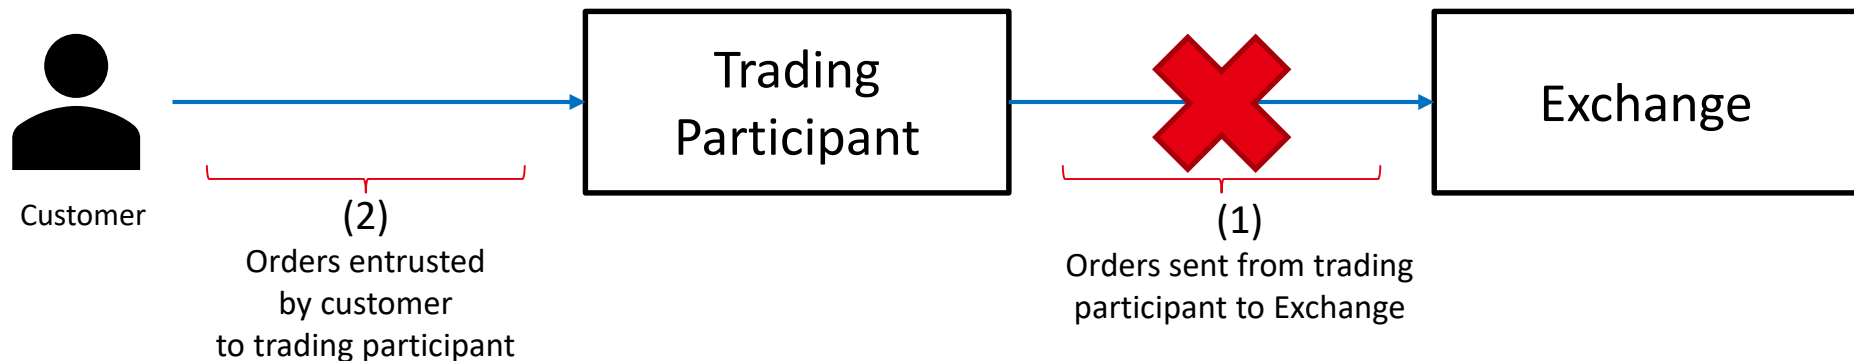 Customer
(2)
Orders entrusted
by customer
to trading participant
Trading
Participant
(1)
Orders sent from trading
participant to Exchange
Exchange